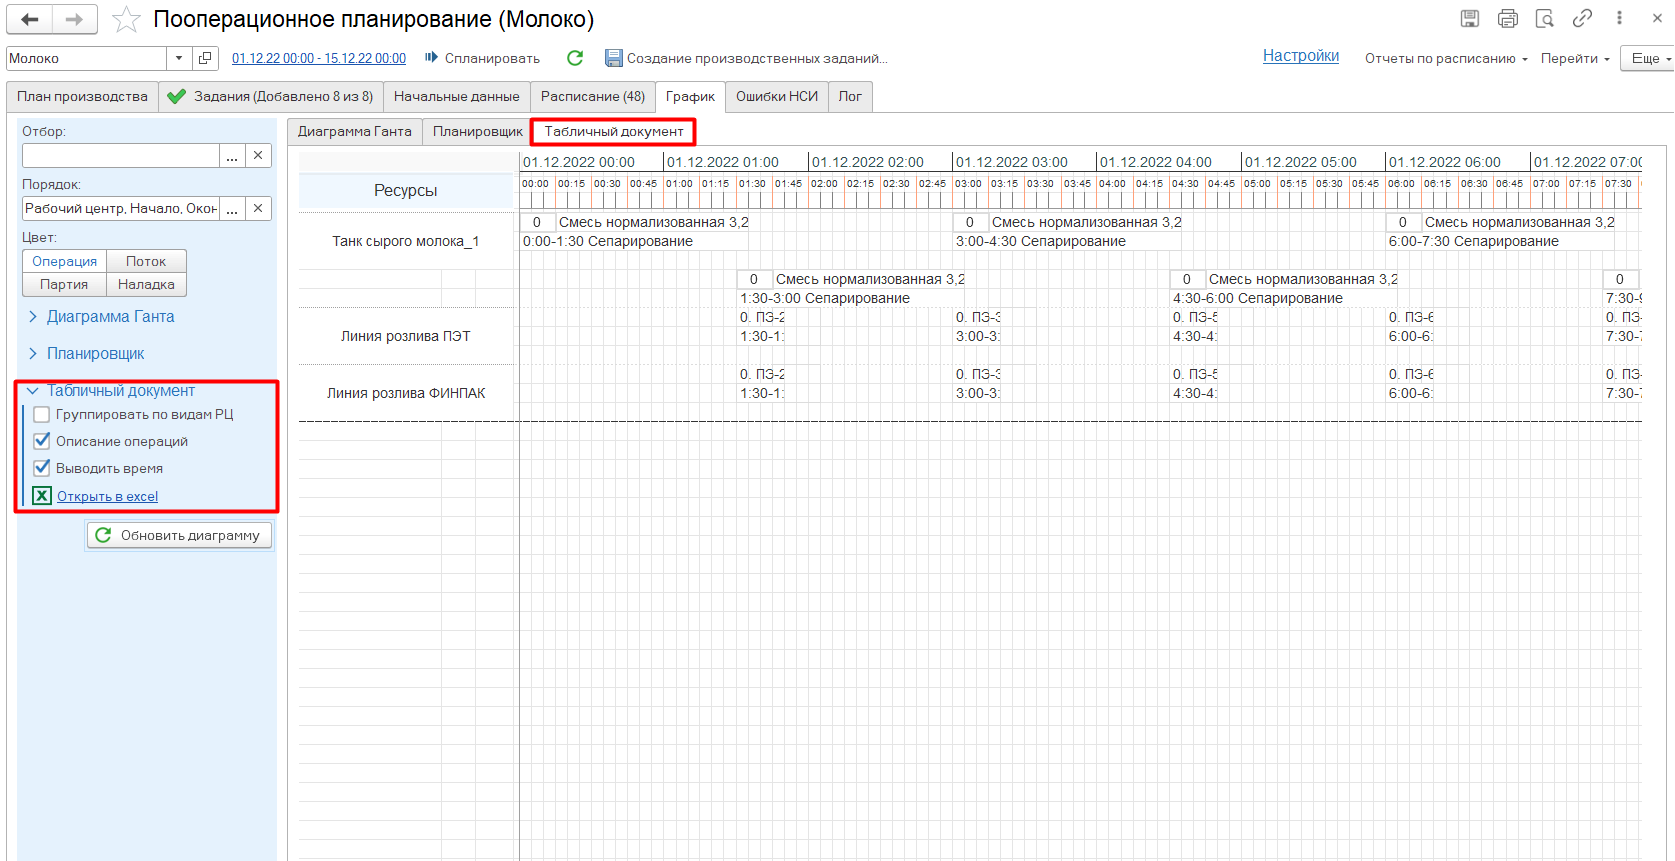 Пооперационное планирование (Молоко)
Молоко
01.12.22 00:00 - 15.12.22 00:00
Спланировать
Создание производственных заданий...
Настройки
Отчеты по расписанию
Перейти
Еще
План производства
Задания (Добавлено 8 из 8)
Начальные данные
Расписание (48)
График
Ошибки НСИ
Лог
Отбор:
...
Порядок:
Рабочий центр, Начало, Окон
...
Цвет:
Операция
Поток
Партия
Наладка
Диаграмма Ганта
Планировщик
Табличный документ
Группировать по видам РЦ
Описание операций
Выводить время
Открыть в excel
Обновить диаграмму
Диаграмма Ганта
Планировщик
Табличный документ
01.12.2022 00:00 01.12.2022 01:00 01.12.2022 02:00 01.12.2022 03:00 01.12.2022 04:00 01.12.2022 05:00 01.12.2022 06:00 01.12.2022 07:00
Ресурсы
00:00 00:15 00:30 00:45 01:00 01:15 01:30 01:45 02:00 02:15 02:30 02:45 03:00 03:15 03:30 03:45 04:00 04:15 04:30 04:45 05:00 05:15 05:30 05:45 06:00 06:15 06:30 06:45 07:00 07:15 07:30
Танк сырого молока_1
0 Смесь нормализованная 3,2 0 Смесь нормализованная 3,2 0 Смесь нормализованная 3,2
0:00-1:30 Сепарирование 3:00-4:30 Сепарирование 6:00-7:30 Сепарирование
0 Смесь нормализованная 3,2 0 Смесь нормализованная 3,2 0
1:30-3:00 Сепарирование 4:30-6:00 Сепарирование 7:30-9
Линия розлива ПЭТ
0. ПЭ-2 0. ПЭ-3 0. ПЭ-5 0. ПЭ-6 0. ПЭ-
1:30-1: 3:00-3: 4:30-4: 6:00-6: 7:30-7
Линия розлива ФИНПАК
0. ПЭ-2 0. ПЭ-3 0. ПЭ-5 0. ПЭ-6 0. ПЭ-
1:30-1: 3:00-3: 4:30-4: 6:00-6: 7:30-7